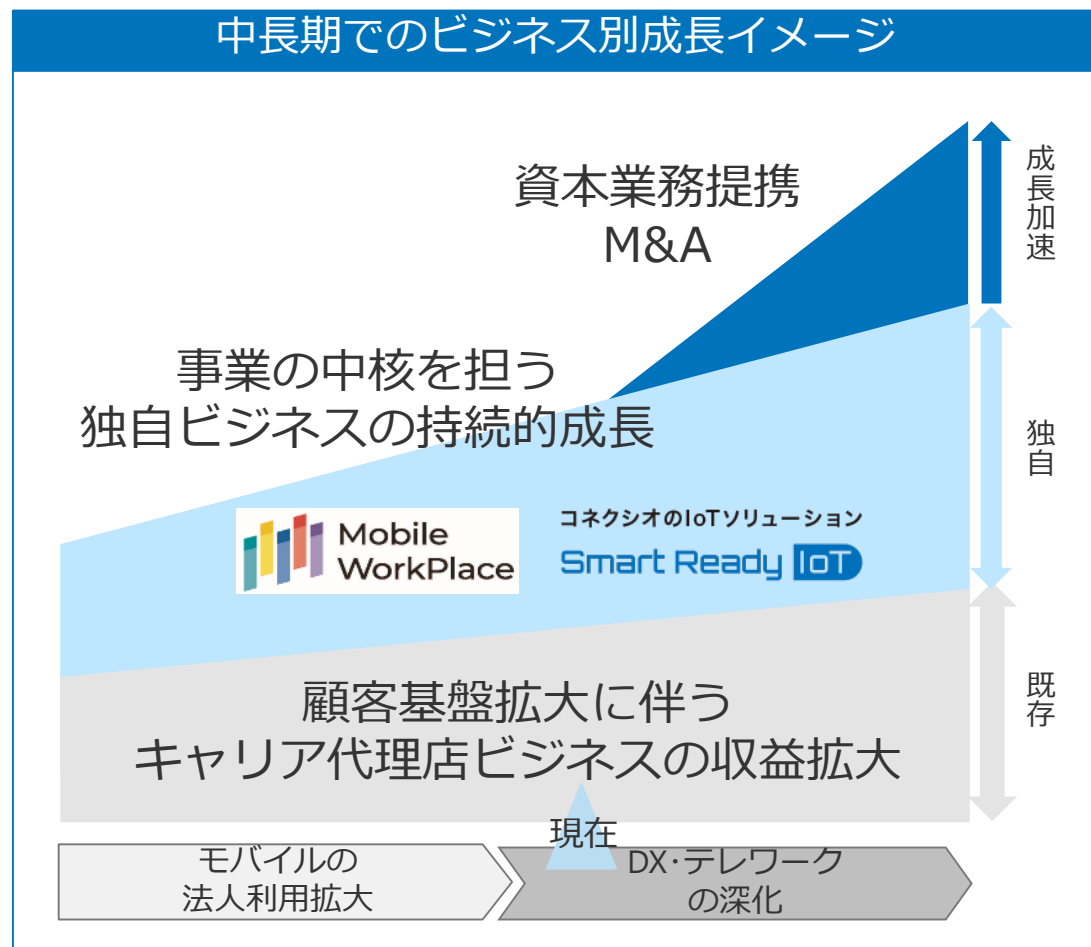 中長期でのビジネス別成長イメージ
資本業務提携
M&A
成長加速
事業の中核を担う
独自ビジネスの持続的成長
独自
Mobile
WorkPlace
コネクシオのIoTソリューション
Smart Ready IoT
顧客基盤拡大に伴う
キャリア代理店ビジネスの収益拡大
既存
現在
モバイルの
法人利用拡大
DX･テレワーク
の深化